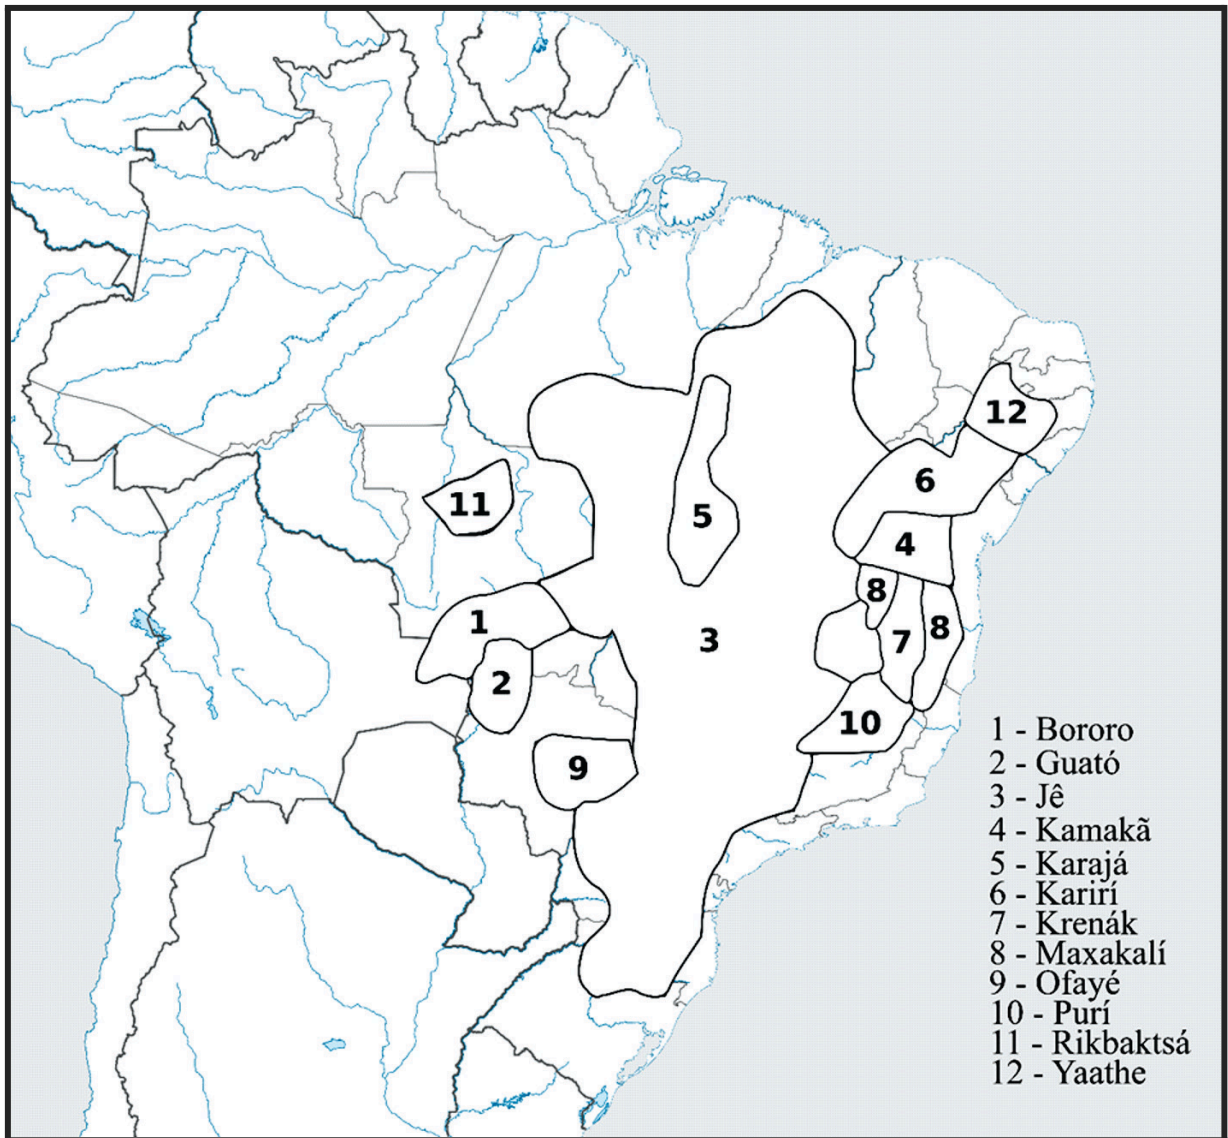 12
6
11
5
4
8
1
8
3
7
2
10
9
1 - Bororo
2 - Guató
3 - Jê
4 - Kamakã
5 - Karajá
6 - Karirí
7 - Krenák
8 - Maxakalí
9 - Ofayé
10 - Purí
11 - Rikbaktsá
12 - Yaathe